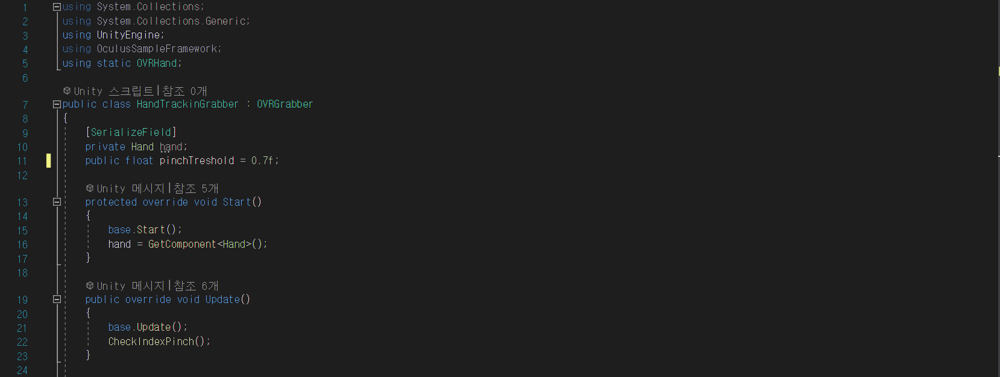 1 using System.Collections;
2 using System.Collections.Generic;
3 using UnityEngine;
4 using OculusSampleFramework;
5 using static OVRHand;
6
Unity 스크립트|참조 0개
7 public class HandTrackinGrabber : OVRGrabber
8 {
9 [SerializeField]
10 private Hand hand;
11 public float pinchTreshold = 0.7f;
12
Unity 메시지|참조 5개
13 protected override void Start()
14 {
15 base.Start();
16 hand = GetComponent<Hand>();
17 }
18
Unity 메시지|참조 6개
19 public override void Update()
20 {
21 base.Update();
22 CheckIndexPinch();
23 }
24